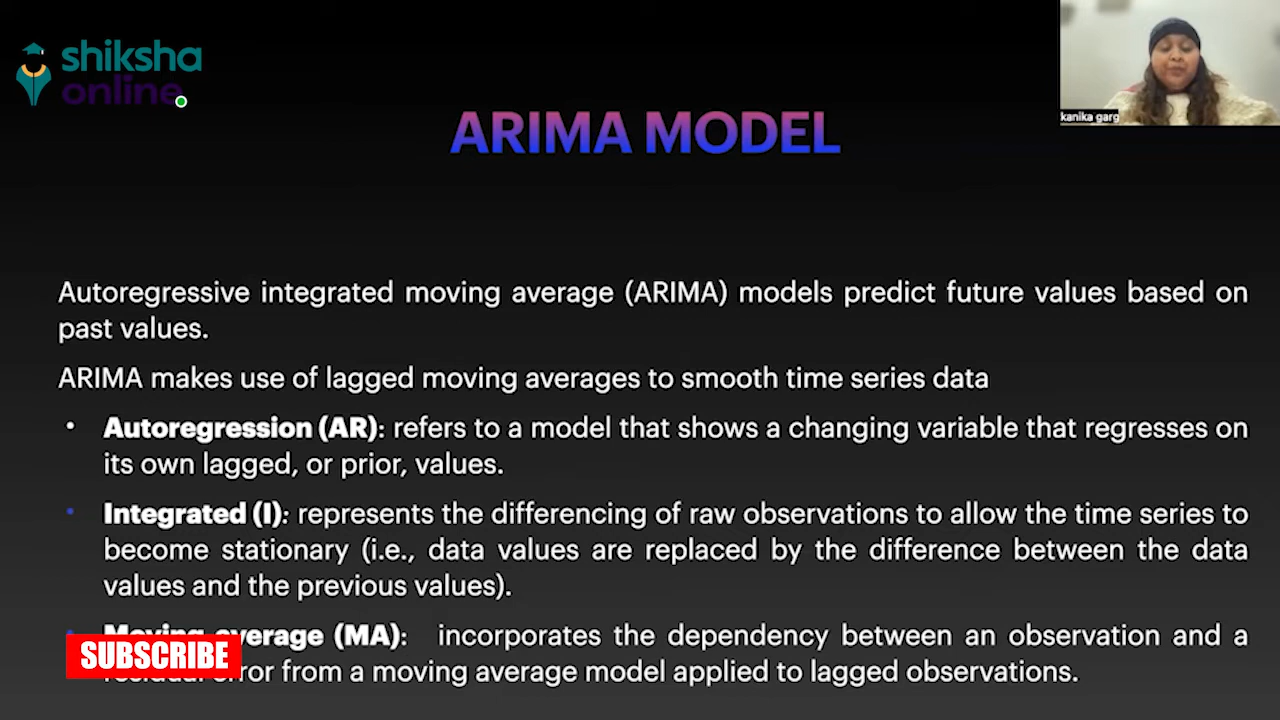 shiksha
online
kanika garg
ARIMA MODEL
Autoregressive integrated moving average (ARIMA) models predict future values based on
past values.
ARIMA makes use of lagged moving averages to smooth time series data
• Autoregression (AR): refers to a model that shows a changing variable that regresses on
its own lagged, or prior, values.
• Integrated (I): represents the differencing of raw observations to allow the time series to
become stationary (i.e., data values are replaced by the difference between the data
values and the previous values).
• Moving average (MA): incorporates the dependency between an observation and a
SUBSCRIBE
residual error from a moving average model applied to lagged observations.